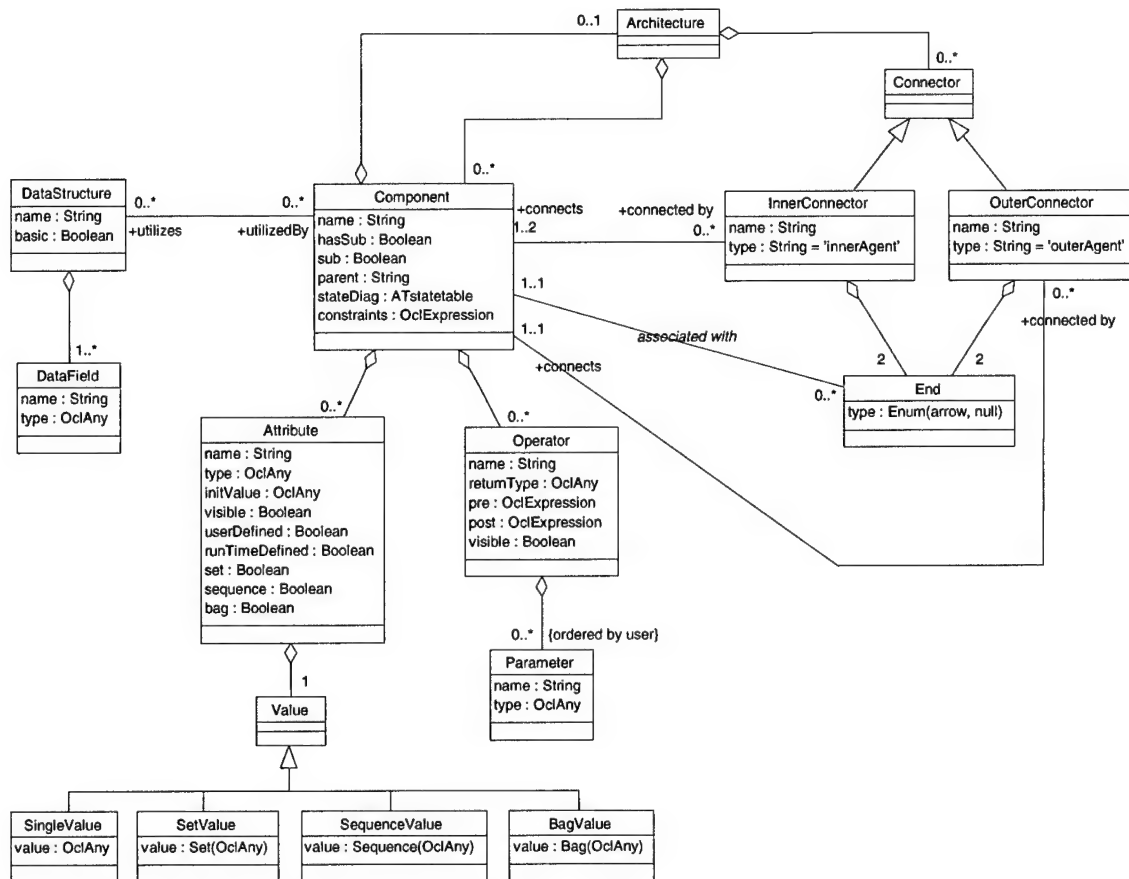 0..1
Architecture
0..*
Connector
0..*
DataStructure
name : String
basic : Boolean
0..*
+utilizes
0..*
+utilizedBy
Component
name : String
hasSub : Boolean
sub : Boolean
parent : String
stateDiag : ATstatetable
constraints : OclExpression
+connects
1..2
+connected by
0..*
InnerConnector
name : String
type : String = 'innerAgent'
OuterConnector
name : String
type : String = 'outerAgent'
1..1
associated with
0..*
1..1
+connects
0..*
+connected by
2
2
End
type : Enum(arrow, null)
1..*
DataField
name : String
type : OclAny
0..*
Attribute
name : String
type : OclAny
initValue : OclAny
visible : Boolean
userDefined : Boolean
runTimeDefined : Boolean
set : Boolean
sequence : Boolean
bag : Boolean
0..*
Operator
name : String
returnType : OclAny
pre : OclExpression
post : OclExpression
visible : Boolean
0..*
{ordered by user}
Parameter
name : String
type : OclAny
1
Value
SingleValue
value : OclAny
SetValue
value : Set(OclAny)
SequenceValue
value : Sequence(OclAny)
BagValue
value : Bag(OclAny)